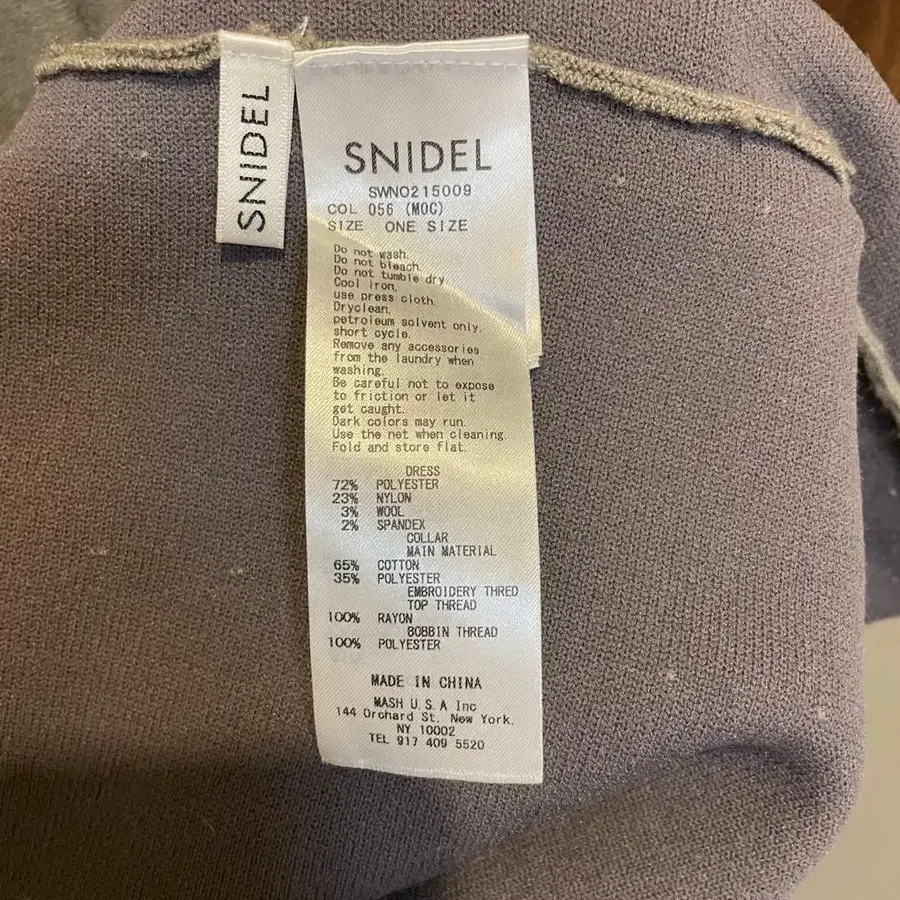 SNIDEL
SNIDEL
SWNO215009
COL 056 (MOC)
SIZE ONE SIZE
Do not wash.
Do not bleach.
Do not tumble dry.
Cool iron,
use press cloth.
Dryclean,
petroleum solvent only.
short cycle.
Remove any accessories
from the laundry when
washing.
Be careful not to expose
to friction or let it
get caught.
Dark colors may run.
Use the net when cleaning.
Fold and store flat.
DRESS
72% POLYESTER
23% NYLON
3% WOOL
2% SPANDEX
COLLAR
MAIN MATERIAL
65% COTTON
35% POLYESTER
EMBROIDERY THRED
TOP THREAD
100% RAYON
BOBBIN THREAD
100% POLYESTER
MADE IN CHINA
MASH U.S.A Inc
144 Orchard St. New York.
NY 10002
TEL 917 409 5520